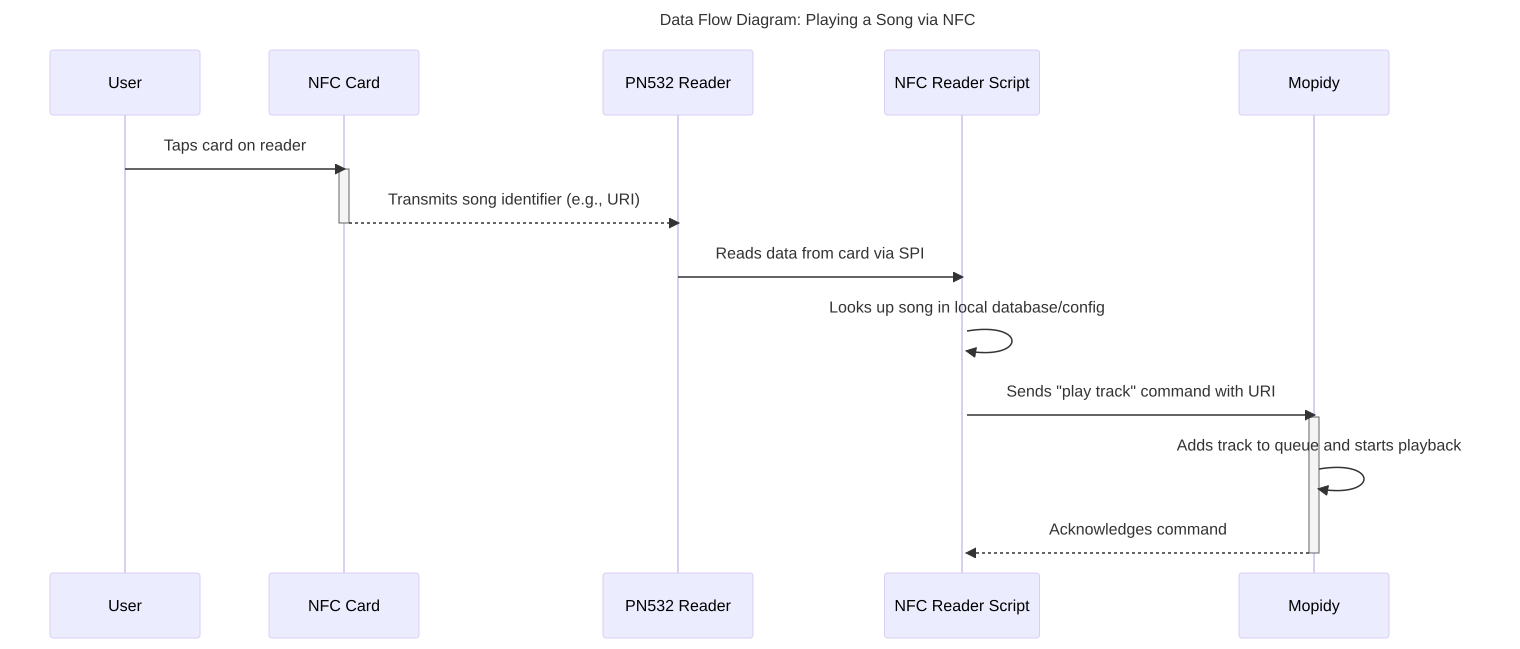 Data Flow Diagram: Playing a Song via NFC
User
NFC Card
PN532 Reader
NFC Reader Script
Mopidy
Taps card on reader
Transmits song identifier (e.g., URI)
Reads data from card via SPI
Looks up song in local database/config
Sends "play track" command with URI
Adds track to queue and starts playback
Acknowledges command
User
NFC Card
PN532 Reader
NFC Reader Script
Mopidy